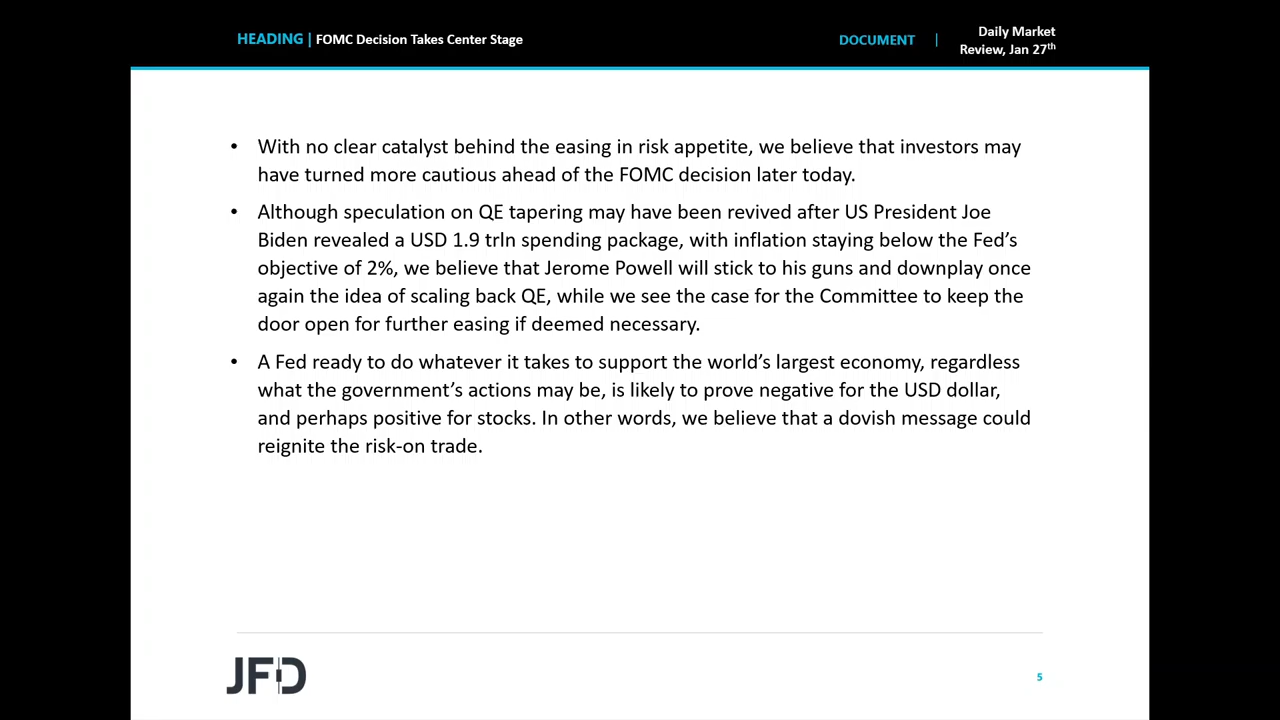 HEADING | FOMC Decision Takes Center Stage
DOCUMENT | Daily Market
Review, Jan 27th
• With no clear catalyst behind the easing in risk appetite, we believe that investors may
have turned more cautious ahead of the FOMC decision later today.
• Although speculation on QE tapering may have been revived after US President Joe
Biden revealed a USD 1.9 trln spending package, with inflation staying below the Fed’s
objective of 2%, we believe that Jerome Powell will stick to his guns and downplay once
again the idea of scaling back QE, while we see the case for the Committee to keep the
door open for further easing if deemed necessary.
• A Fed ready to do whatever it takes to support the world’s largest economy, regardless
what the government’s actions may be, is likely to prove negative for the USD dollar,
and perhaps positive for stocks. In other words, we believe that a dovish message could
reignite the risk-on trade.
JFD
5